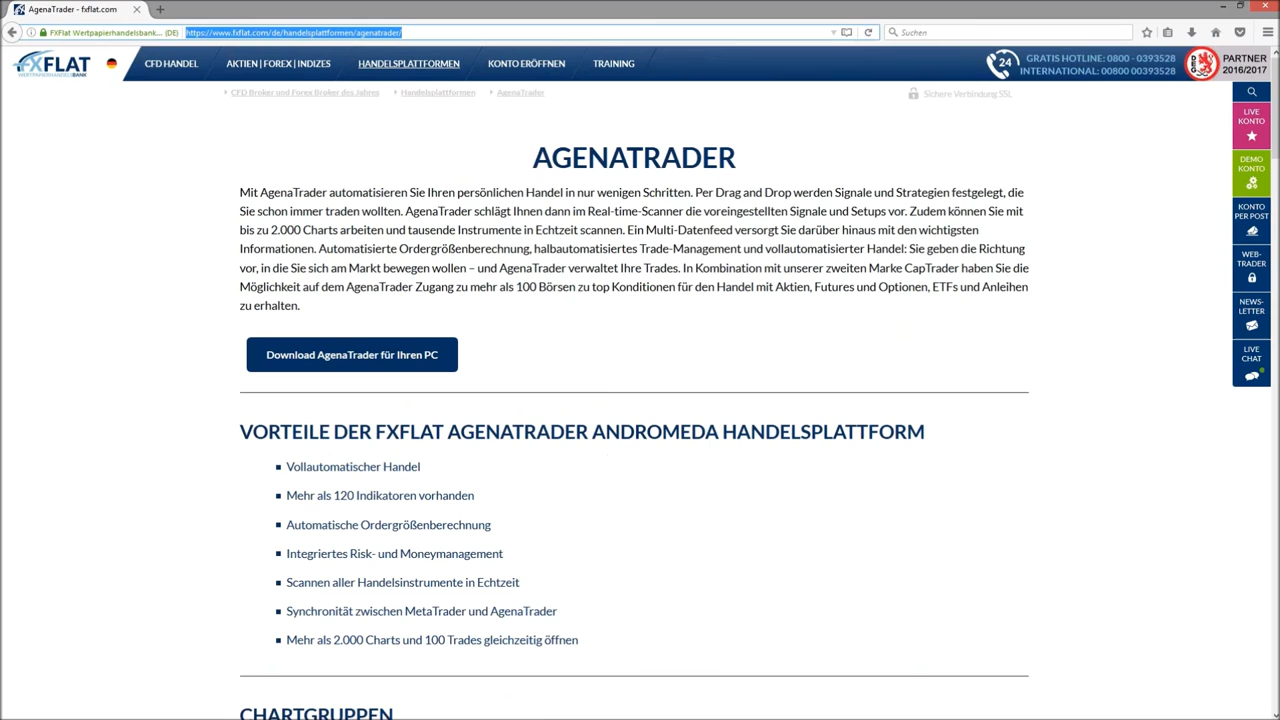 AgenaTrader - fxflat.com
FXFlat Wertpapierhandelsbank... (DE)
https://www.fxflat.com/de/handelsplattformen/agenatrader/
Suchen
FXFLAT
WERTPAPIERHANDELSBANK
CFD HANDEL
AKTIEN | FOREX | INDIZES
HANDELSPLATTFORMEN
KONTO ERÖFFNEN
TRAINING
24
GRATIS HOTLINE: 0800 - 0393528
INTERNATIONAL: 00800 00393528
DEG
PARTNER
2016/2017
CFD Broker und Forex Broker des Jahres
Handelsplattformen
AgenaTrader
Sichere Verbindung SSL
LIVE
KONTO
DEMO
KONTO
KONTO
PER POST
WEB-
TRADER
NEWS-
LETTER
LIVE
CHAT
AGENATRADER
Mit AgenaTrader automatisieren Sie Ihren persönlichen Handel in nur wenigen Schritten. Per Drag and Drop werden Signale und Strategien festgelegt, die
Sie schon immer traden wollten. AgenaTrader schlägt Ihnen dann im Real-time-Scanner die voreingestellten Signale und Setups vor. Zudem können Sie mit
bis zu 2.000 Charts arbeiten und tausende Instrumente in Echtzeit scannen. Ein Multi-Datenfeed versorgt Sie darüber hinaus mit den wichtigsten
Informationen. Automatisierte Ordergrößenberechnung, halbautomatisiertes Trade-Management und vollautomatisierter Handel: Sie geben die Richtung
vor, in die Sie sich am Markt bewegen wollen – und AgenaTrader verwaltet Ihre Trades. In Kombination mit unserer zweiten Marke CapTrader haben Sie die
Möglichkeit auf dem AgenaTrader Zugang zu mehr als 100 Börsen zu top Konditionen für den Handel mit Aktien, Futures und Optionen, ETFs und Anleihen
zu erhalten.
Download AgenaTrader für Ihren PC
VORTEILE DER FXFLAT AGENATRADER ANDROMEDA HANDELSPLATTFORM
Vollautomatischer Handel
Mehr als 120 Indikatoren vorhanden
Automatische Ordergrößenberechnung
Integriertes Risk- und Moneymanagement
Scannen aller Handelsinstrumente in Echtzeit
Synchronität zwischen MetaTrader und AgenaTrader
Mehr als 2.000 Charts und 100 Trades gleichzeitig öffnen
CHARTGRUPPEN